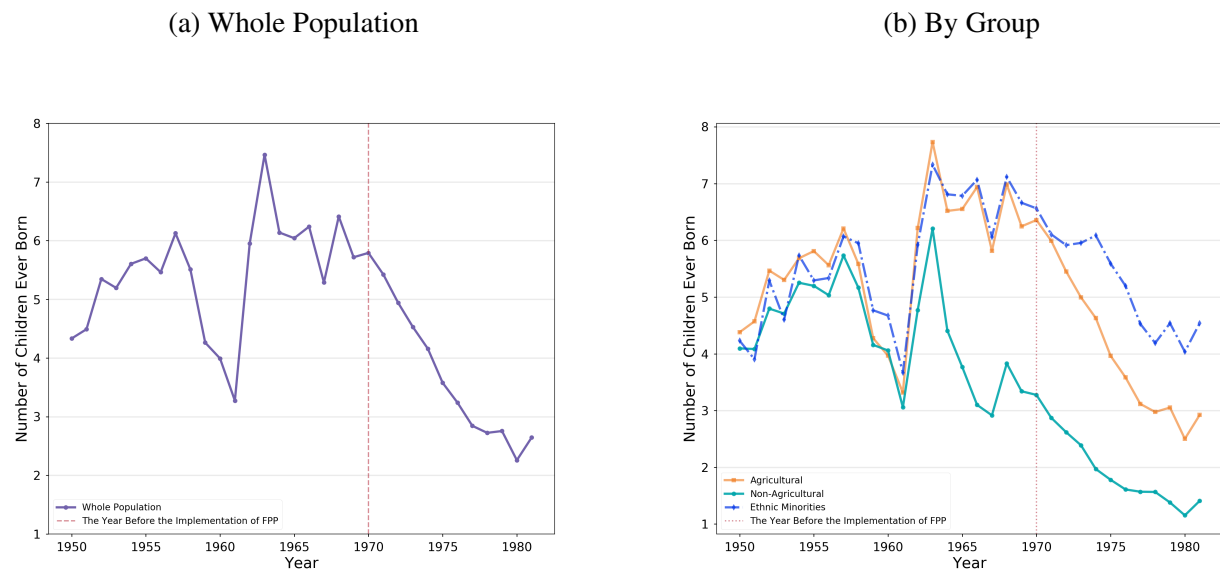 (a) Whole Population
8
7
6
5
4
3
2
1
Number of Children Ever Born
Whole Population
The Year Before the Implementation of FPP
1950 1955 1960 1965 1970 1975 1980
Year
(b) By Group
8
7
6
5
4
3
2
1
Number of Children Ever Born
Agricultural
Non-Agricultural
Ethnic Minorities
The Year Before the Implementation of FPP
1950 1955 1960 1965 1970 1975 1980
Year